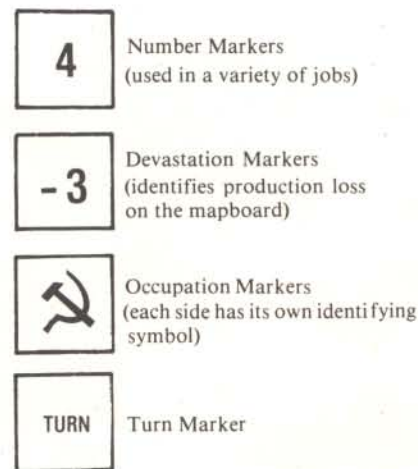 4
Number Markers
(used in a variety of jobs)
-3
Devastation Markers
(identifies production loss
on the mapboard)
Occupation Markers
(each side has its own identifying
symbol)
TURN
Turn Marker